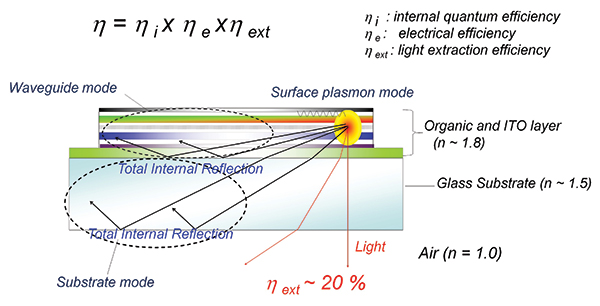 η = η i x η e x η ext
η i : internal quantum efficiency
η e : electrical efficiency
η ext : light extraction efficiency
Waveguide mode
Surface plasmon mode
Organic and ITO layer
(n ~ 1.8)
Total Internal Reflection
Glass Substrate (n ~ 1.5)
Total Internal Reflection
Light
Air (n = 1.0)
Substrate mode
η ext ~ 20 %